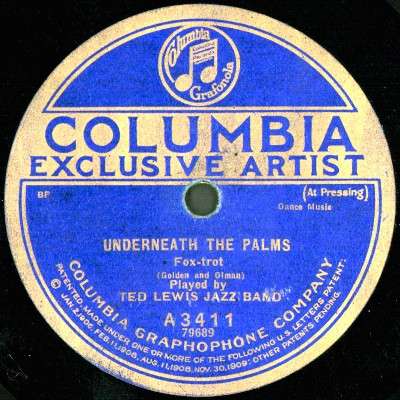 Columbia
Columbia
Records
Grafonola
COLUMBIA
EXCLUSIVE ARTIST
(At Pressing)
Dance Music
UNDERNEATH THE PALMS
Fox-trot
(Golden and Olman)
Played by
TED LEWIS JAZZ BAND
A3411
79689
COLUMBIA GRAPHOPHONE COMPANY
PATENTED, MADE UNDER ONE OR MORE OF THE FOLLOWING U.S. LETTERS PATENT:
JAN. 2, 1906, FEB. 11, 1908, AUG. 11, 1908, NOV. 30, 1909; OTHER PATENTS PENDING.